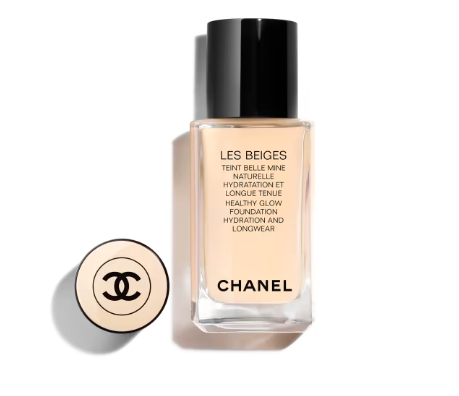 LES BEIGES
TEINT BELLE MINE
NATURELLE
HYDRATATION ET
LONGUE TENUE
HEALTHY GLOW
FOUNDATION
HYDRATION AND
LONGWEAR
CHANEL